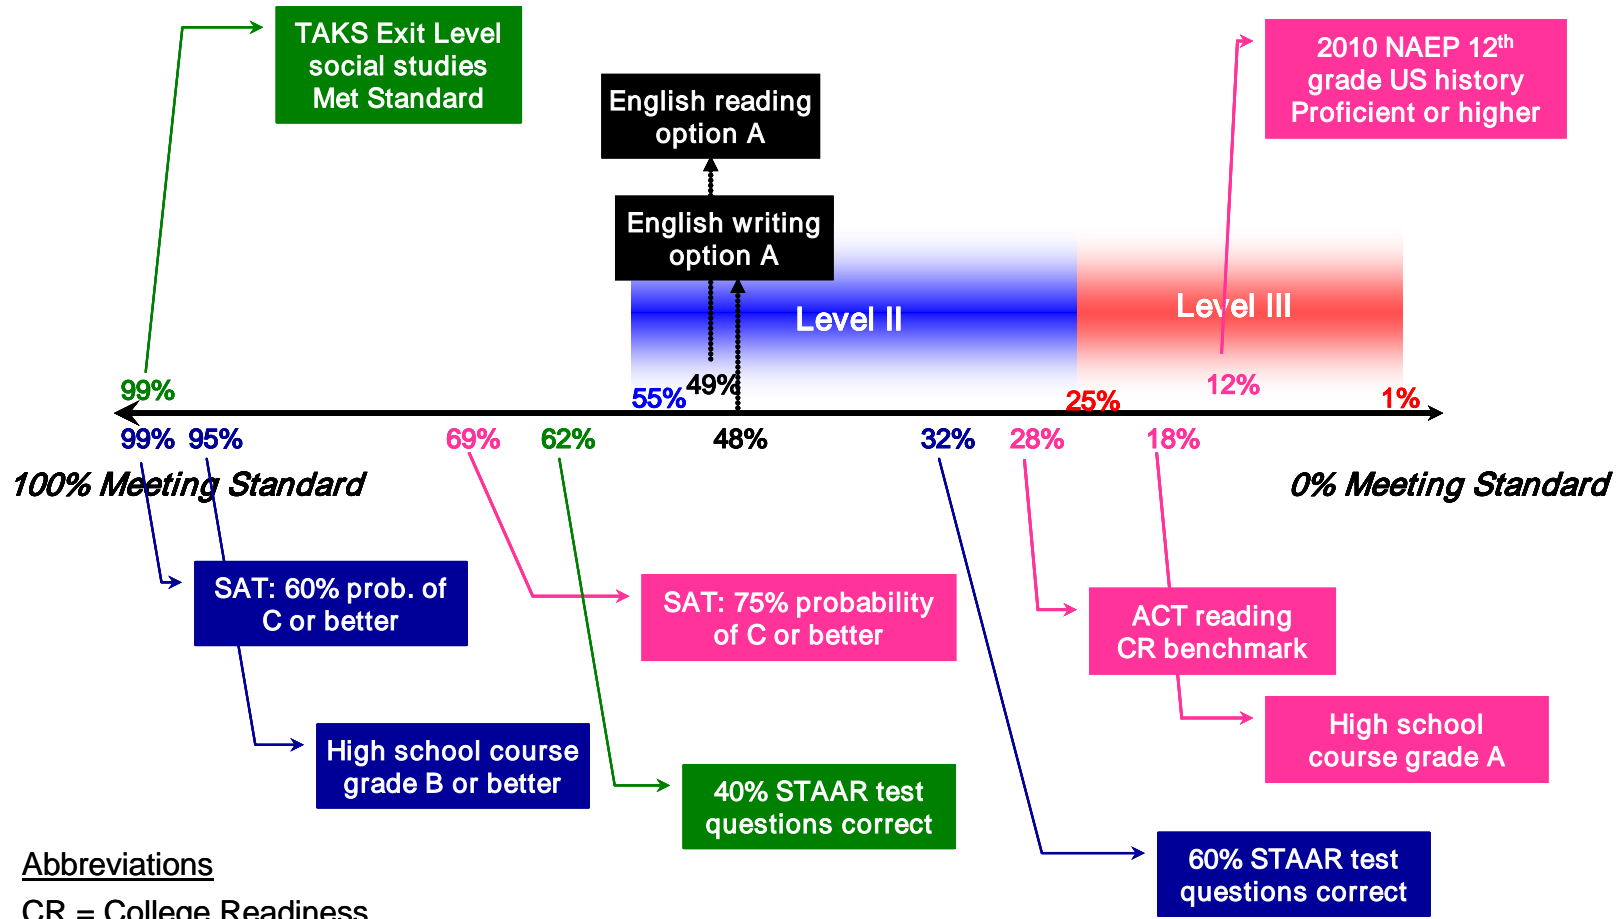 TAKS Exit Level
social studies
Met Standard
2010 NAEP 12th
grade US history
Proficient or higher
English reading
option A
English writing
option A
Level II
Level III
99%
55%
49%
25%
12%
1%
99%
95%
69%
62%
48%
32%
28%
18%
100% Meeting Standard
0% Meeting Standard
SAT: 60% prob. of
C or better
SAT: 75% probability
of C or better
ACT reading
CR benchmark
High school course
grade B or better
High school
course grade A
40% STAAR test
questions correct
60% STAAR test
questions correct
Abbreviations
CR = College Readiness